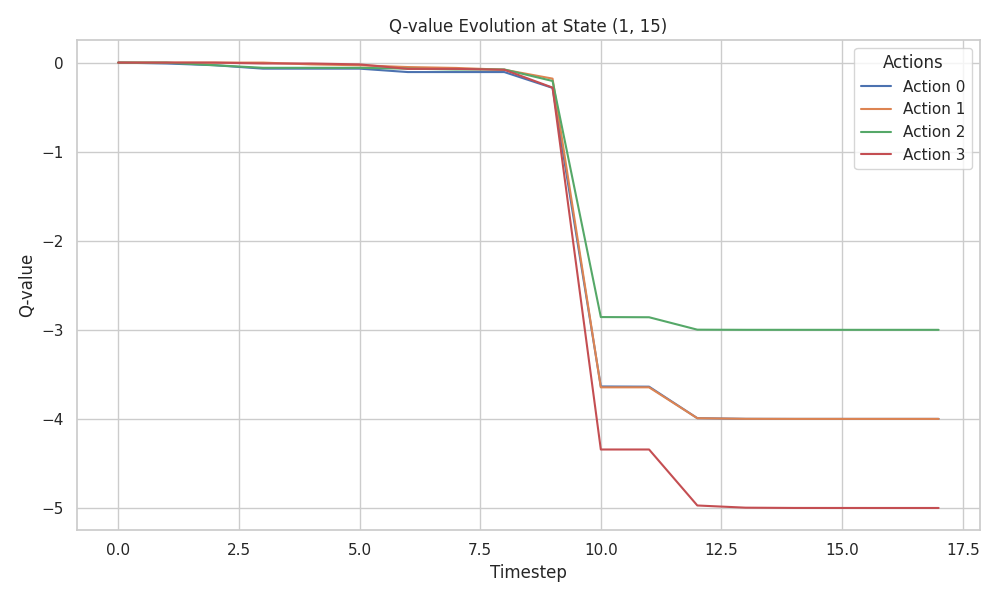 Q-value Evolution at State (1, 15)
Actions
Action 0
Action 1
Action 2
Action 3
Q-value
0
−1
−2
−3
−4
−5
0.0 2.5 5.0 7.5 10.0 12.5 15.0 17.5
Timestep